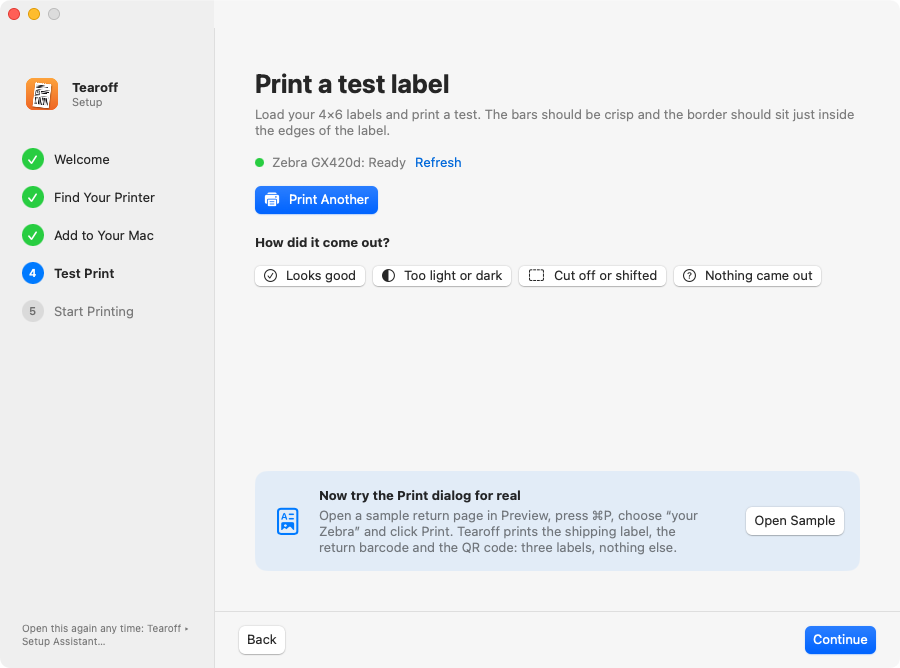 Tearoff
Setup
Welcome
Find Your Printer
Add to Your Mac
4 Test Print
5 Start Printing
Open this again any time: Tearoff ▸
Setup Assistant…
Print a test label
Load your 4×6 labels and print a test. The bars should be crisp and the border should sit just inside
the edges of the label.
Zebra GX420d: Ready Refresh
Print Another
How did it come out?
Looks good Too light or dark Cut off or shifted Nothing came out
Now try the Print dialog for real
Open a sample return page in Preview, press ⌘P, choose “your
Zebra” and click Print. Tearoff prints the shipping label, the
return barcode and the QR code: three labels, nothing else.
Open Sample
Back Continue